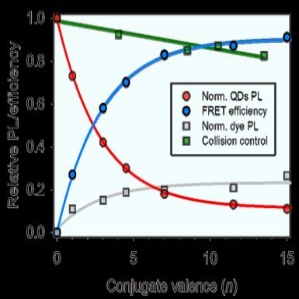 Relative PL/efficiency
1.0
0.8
0.6
0.4
0.2
0.0
Norm. QDs PL
FRET efficiency
Norm. dye PL
Collision control
0
5
10
15
Conjugate valence (n)